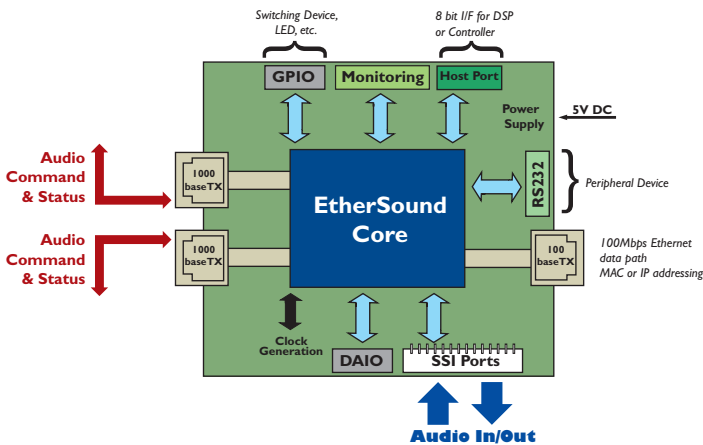 Switching Device,
LED, etc.
8 bit I/F for DSP
or Controller
GPIO
Monitoring
Host Port
Power
Supply
5V DC
Audio
Command
& Status
1000
baseTX
EtherSound
Core
RS232
Peripheral Device
Audio
Command
& Status
1000
baseTX
100
baseTX
100Mbps Ethernet
data path
MAC or IP addressing
Clock
Generation
DAIO
SSI Ports
Audio In/Out